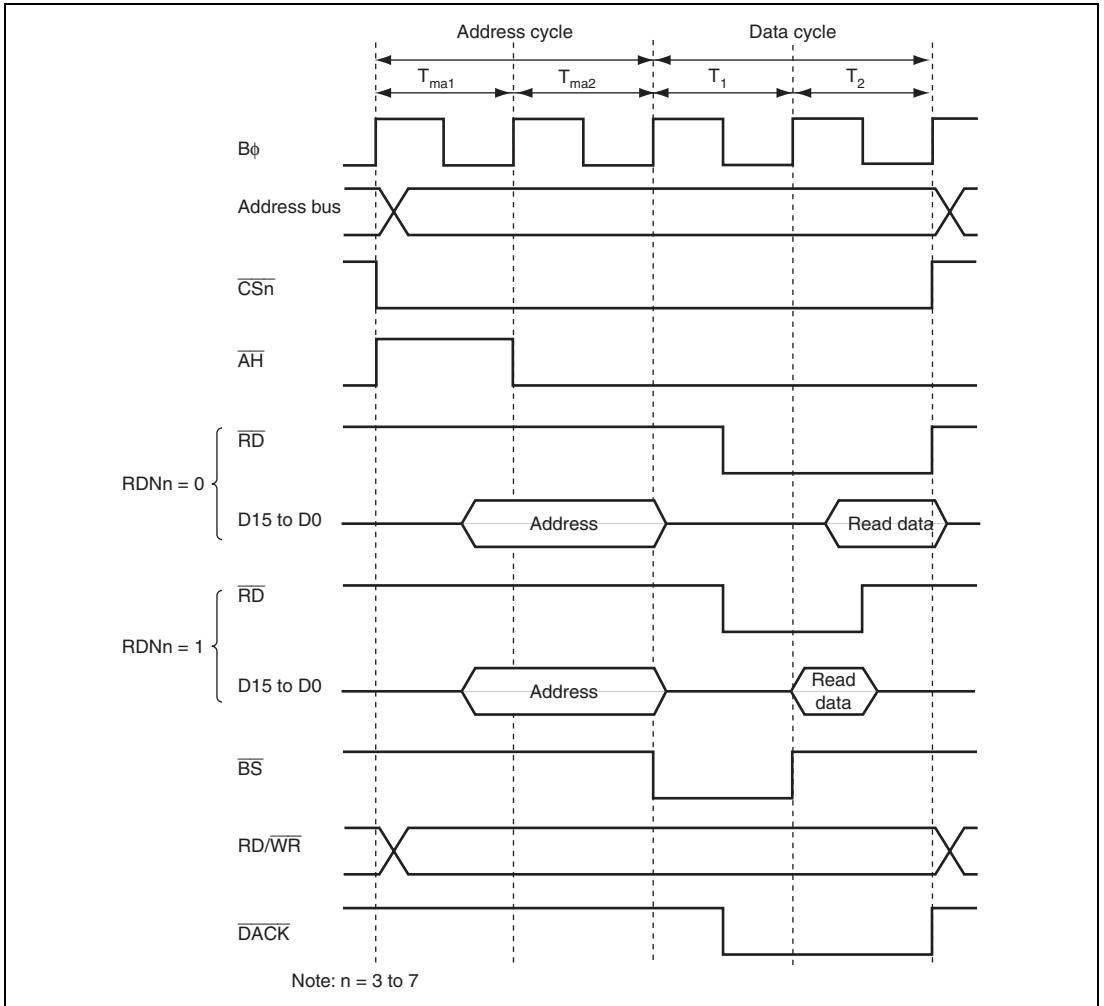 Address cycle Data cycle
Tma1 Tma2 T1 T2
Bϕ
Address bus
CSn
AH
RD
RDNn = 0
D15 to D0 Address Read data
RD
RDNn = 1
D15 to D0 Address Read
data
BS
RD/WR
DACK
Note: n = 3 to 7